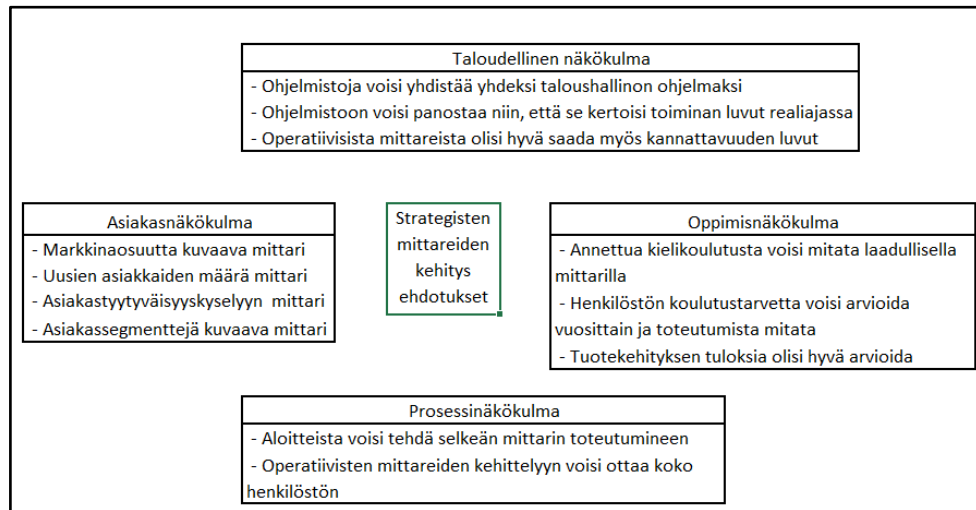 Taloudellinen näkökulma
- Ohjelmistoja voisi yhdistää yhdeksi taloushallinon ohjelmaksi
- Ohjelmistoon voisi panostaa niin, että se kertoisi toiminan luvut realiajassa
- Operatiivisista mittareista olisi hyvä saada myös kannattavuuden luvut
Asiakasnäkökulma
- Markkinaosuutta kuvaava mittari
- Uusien asiakkaiden määrä mittari
- Asiakastyytyväisyyskyselyyn mittari
- Asiakassegmenttejä kuvaava mittari
Strategisten
mittareiden
kehitys
ehdotukset
Oppimisnäkökulma
- Annettua kielikoulutusta voisi mitata laadullisella
mittarilla
- Henkilöstön koulutustarvetta voisi arvioida
vuosittain ja toteutumista mitata
- Tuotekehityksen tuloksia olisi hyvä arvioida
Prosessinäkökulma
- Aloitteista voisi tehdä selkeän mittarin toteutumineen
- Operatiivisten mittareiden kehittelyyn voisi ottaa koko
henkilöstön